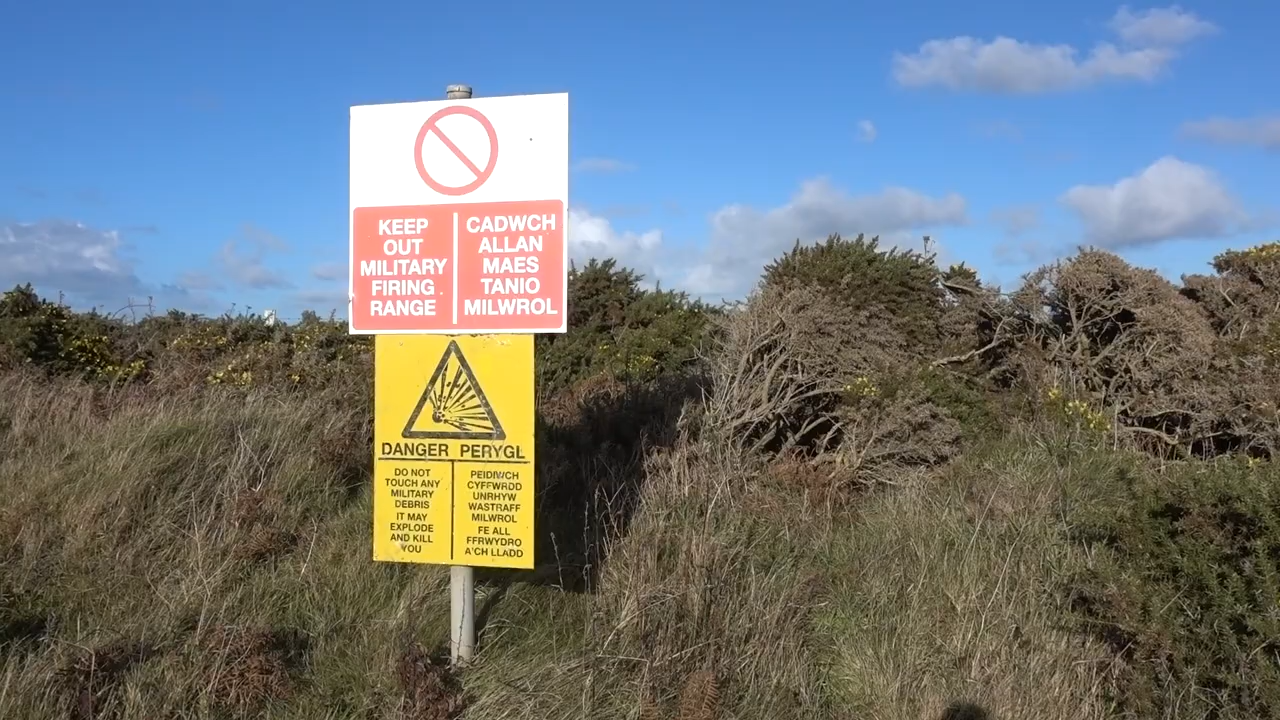 KEEP
OUT
MILITARY
FIRING
RANGE
CADWCH
ALLAN
MAES
TANIO
MILWROL
DANGER PERYGL
DO NOT
TOUCH ANY
MILITARY
DEBRIS
IT MAY
EXPLODE
AND KILL
YOU
PEIDIWCH
CYFFWRDD
UNRHYW
WASTRAFF
MILWROL
FE ALL
FFRWYDRO
A'CH LLADD